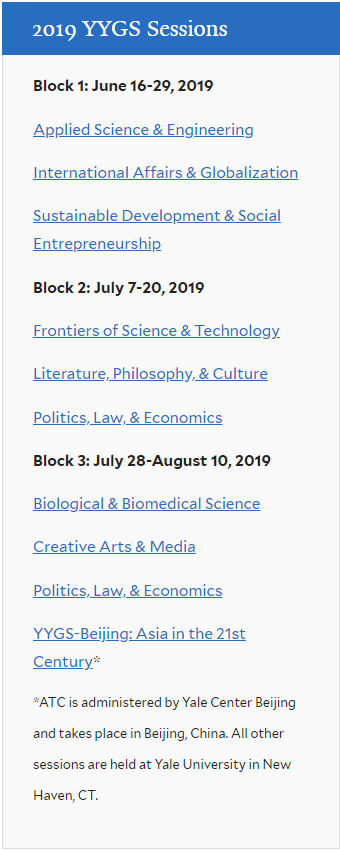 2019 YYGS Sessions
Block 1: June 16-29, 2019
Applied Science & Engineering
International Affairs & Globalization
Sustainable Development & Social
Entrepreneurship
Block 2: July 7-20, 2019
Frontiers of Science & Technology
Literature, Philosophy, & Culture
Politics, Law, & Economics
Block 3: July 28-August 10, 2019
Biological & Biomedical Science
Creative Arts & Media
Politics, Law, & Economics
YYGS-Beijing: Asia in the 21st
Century*
*ATC is administered by Yale Center Beijing
and takes place in Beijing, China. All other
sessions are held at Yale University in New
Haven, CT.